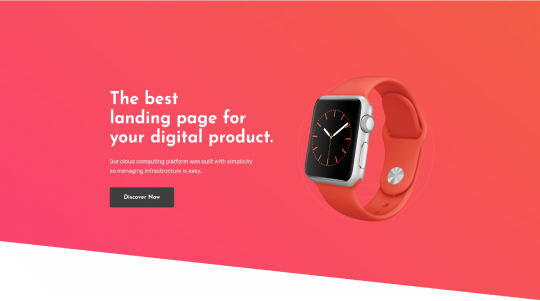 The best
landing page for
your digital product.
Our cloud computing platform was built with simplicity
so managing infrastructure is easy.
Discover Now